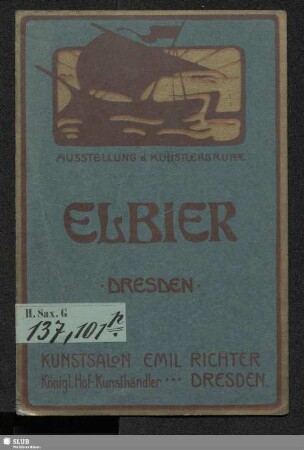 AUSSTELLUNG d. KÜNSTLERGRUPPE
ELBIER
· DRESDEN ·
H. Sax. G
137, 101 p.
KUNSTSALON EMIL RICHTER
Königl. Hof-Kunsthändler ··· DRESDEN.
SLUB